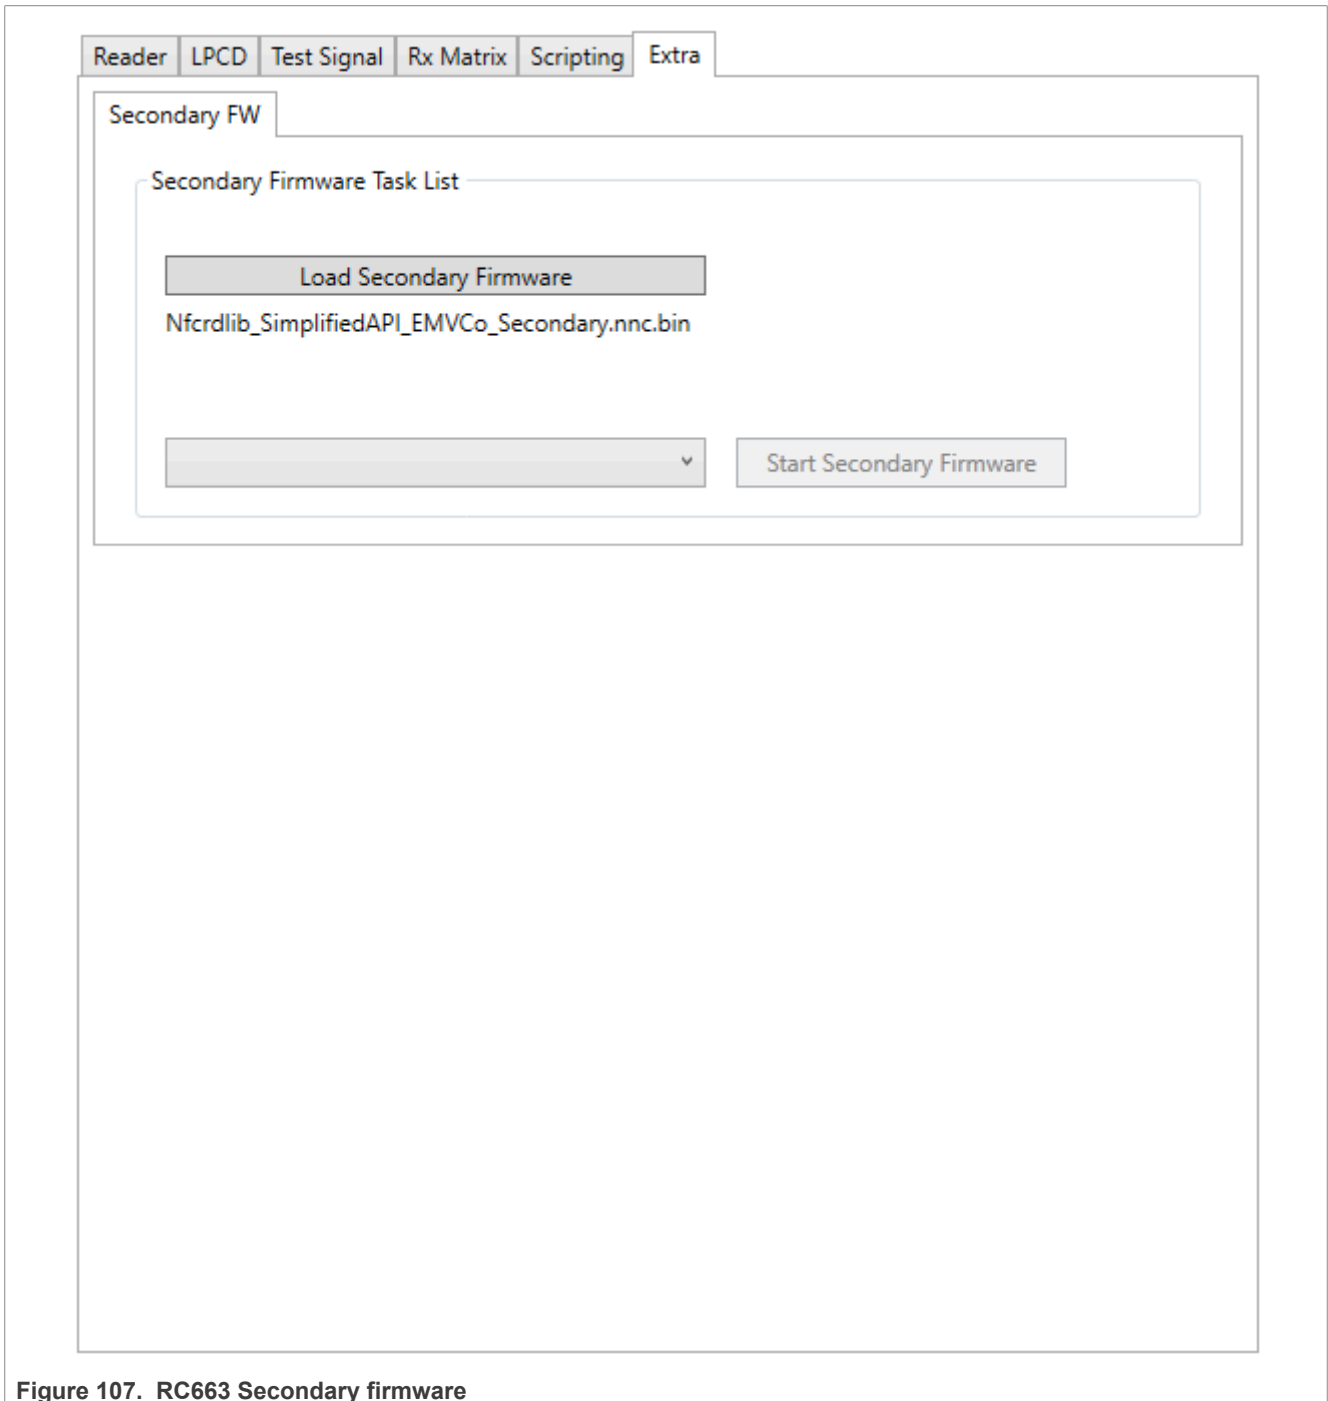 Reader LPCD Test Signal Rx Matrix Scripting Extra
Secondary FW
Secondary Firmware Task List
Load Secondary Firmware
Nfcrdlib_SimplifiedAPI_EMVCo_Secondary.nnc.bin
Start Secondary Firmware
Figure 107. RC663 Secondary firmware